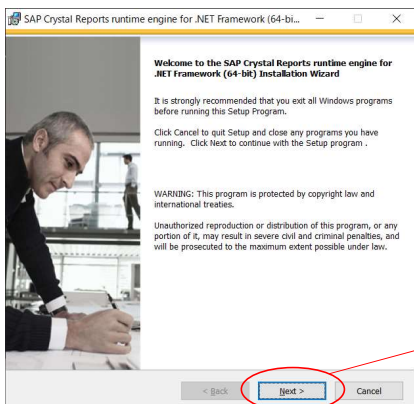 SAP Crystal Reports runtime engine for .NET Framework (64-bi...
Welcome to the SAP Crystal Reports runtime engine for
.NET Framework (64-bit) Installation Wizard
It is strongly recommended that you exit all Windows programs
before running this Setup Program.
Click Cancel to quit Setup and close any programs you have
running. Click Next to continue with the Setup program .
WARNING: This program is protected by copyright law and
international treaties.
Unauthorized reproduction or distribution of this program, or any
portion of it, may result in severe civil and criminal penalties, and
will be prosecuted to the maximum extent possible under law.
< Back Next > Cancel